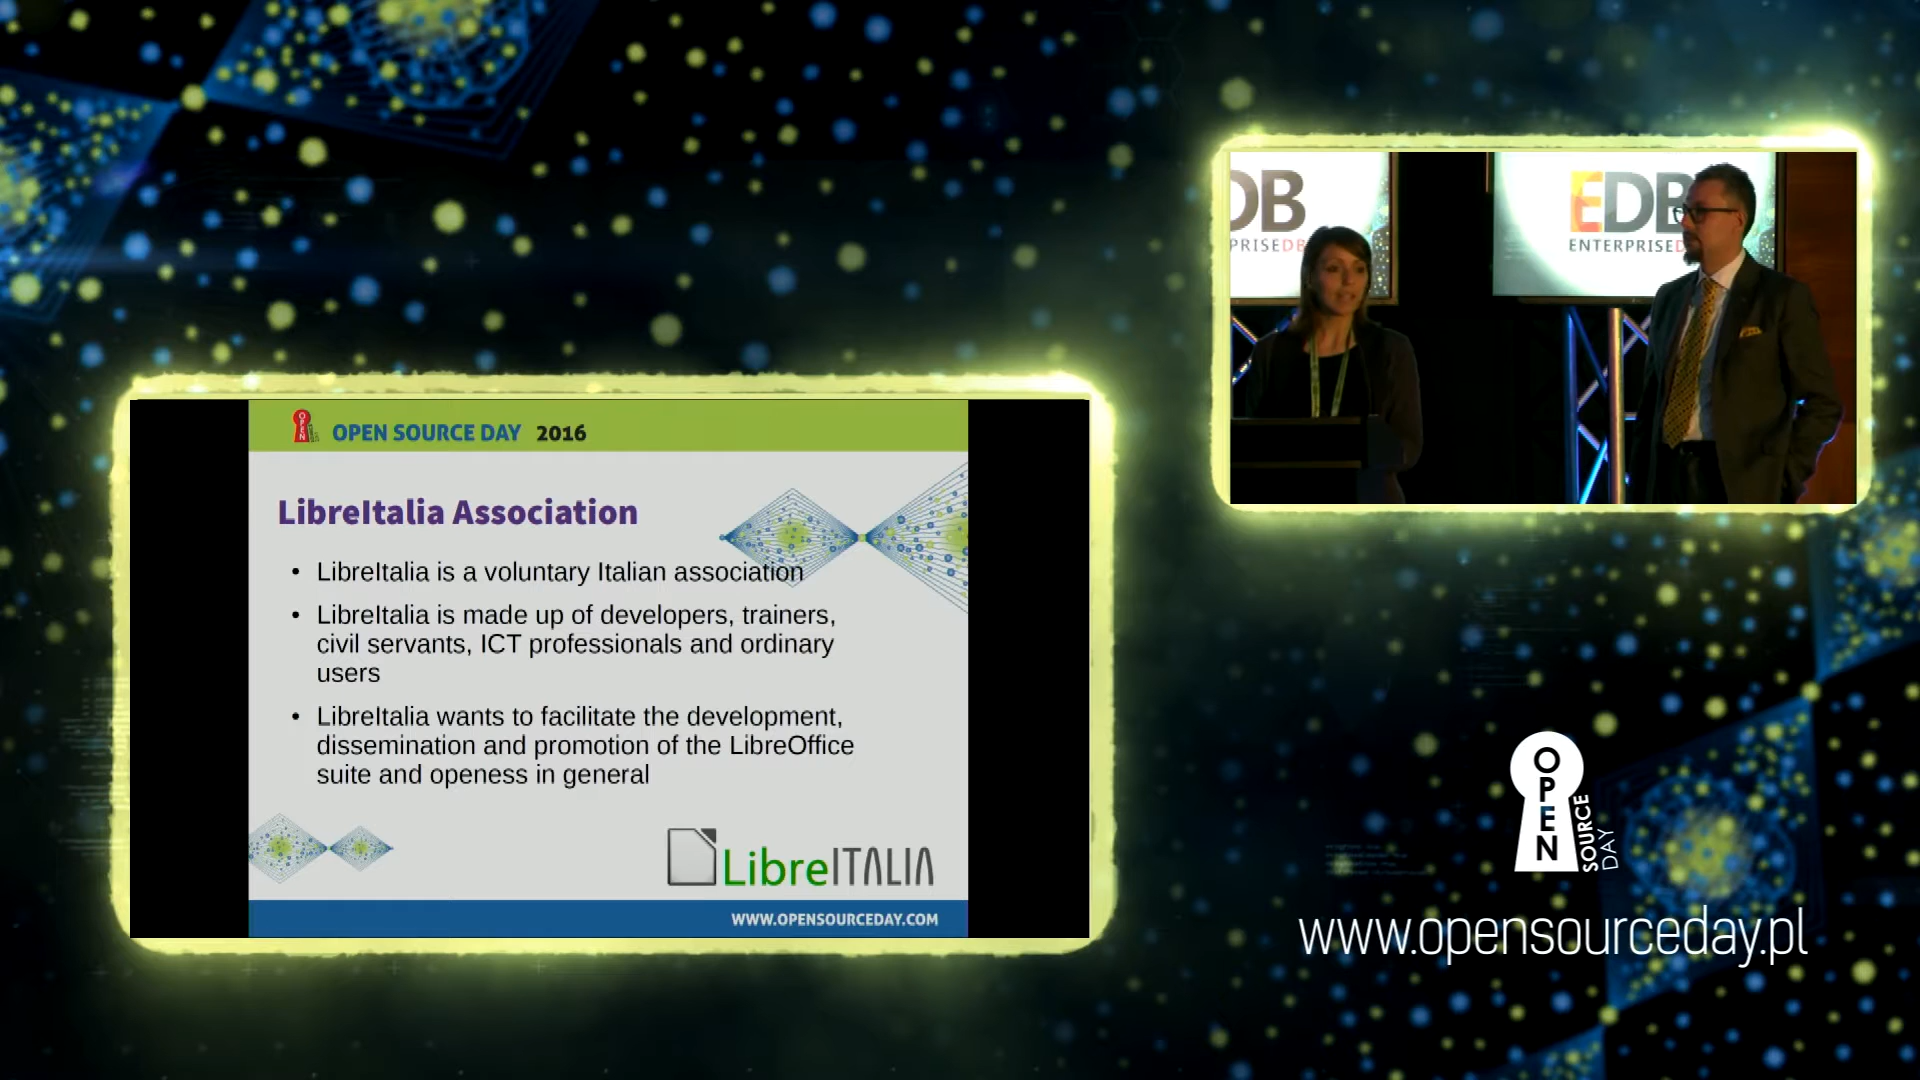 OPEN SOURCE DAY 2016
LibreItalia Association
• LibreItalia is a voluntary Italian association
• LibreItalia is made up of developers, trainers,
civil servants, ICT professionals and ordinary
users
• LibreItalia wants to facilitate the development,
dissemination and promotion of the LibreOffice
suite and openess in general
LibreITALIA
WWW.OPENSOURCEDAY.COM
DB
PRISEDB
EDB
ENTERPRISED
OPEN
SOURCE
DAY
www.opensourceday.pl